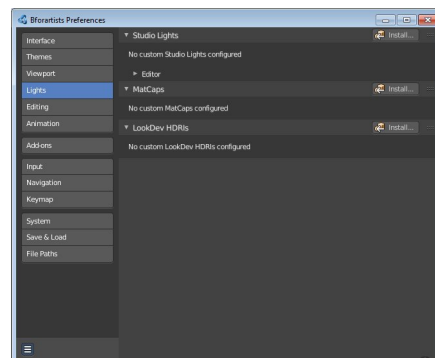 Bforartists Preferences
Interface
Themes
Viewport
Lights
Editing
Animation
Add-ons
Input
Navigation
Keymap
System
Save & Load
File Paths
Studio Lights
Install...
No custom Studio Lights configured
Editor
MatCaps
Install...
No custom MatCaps configured
LookDev HDRIs
Install...
No custom LookDev HDRIs configured